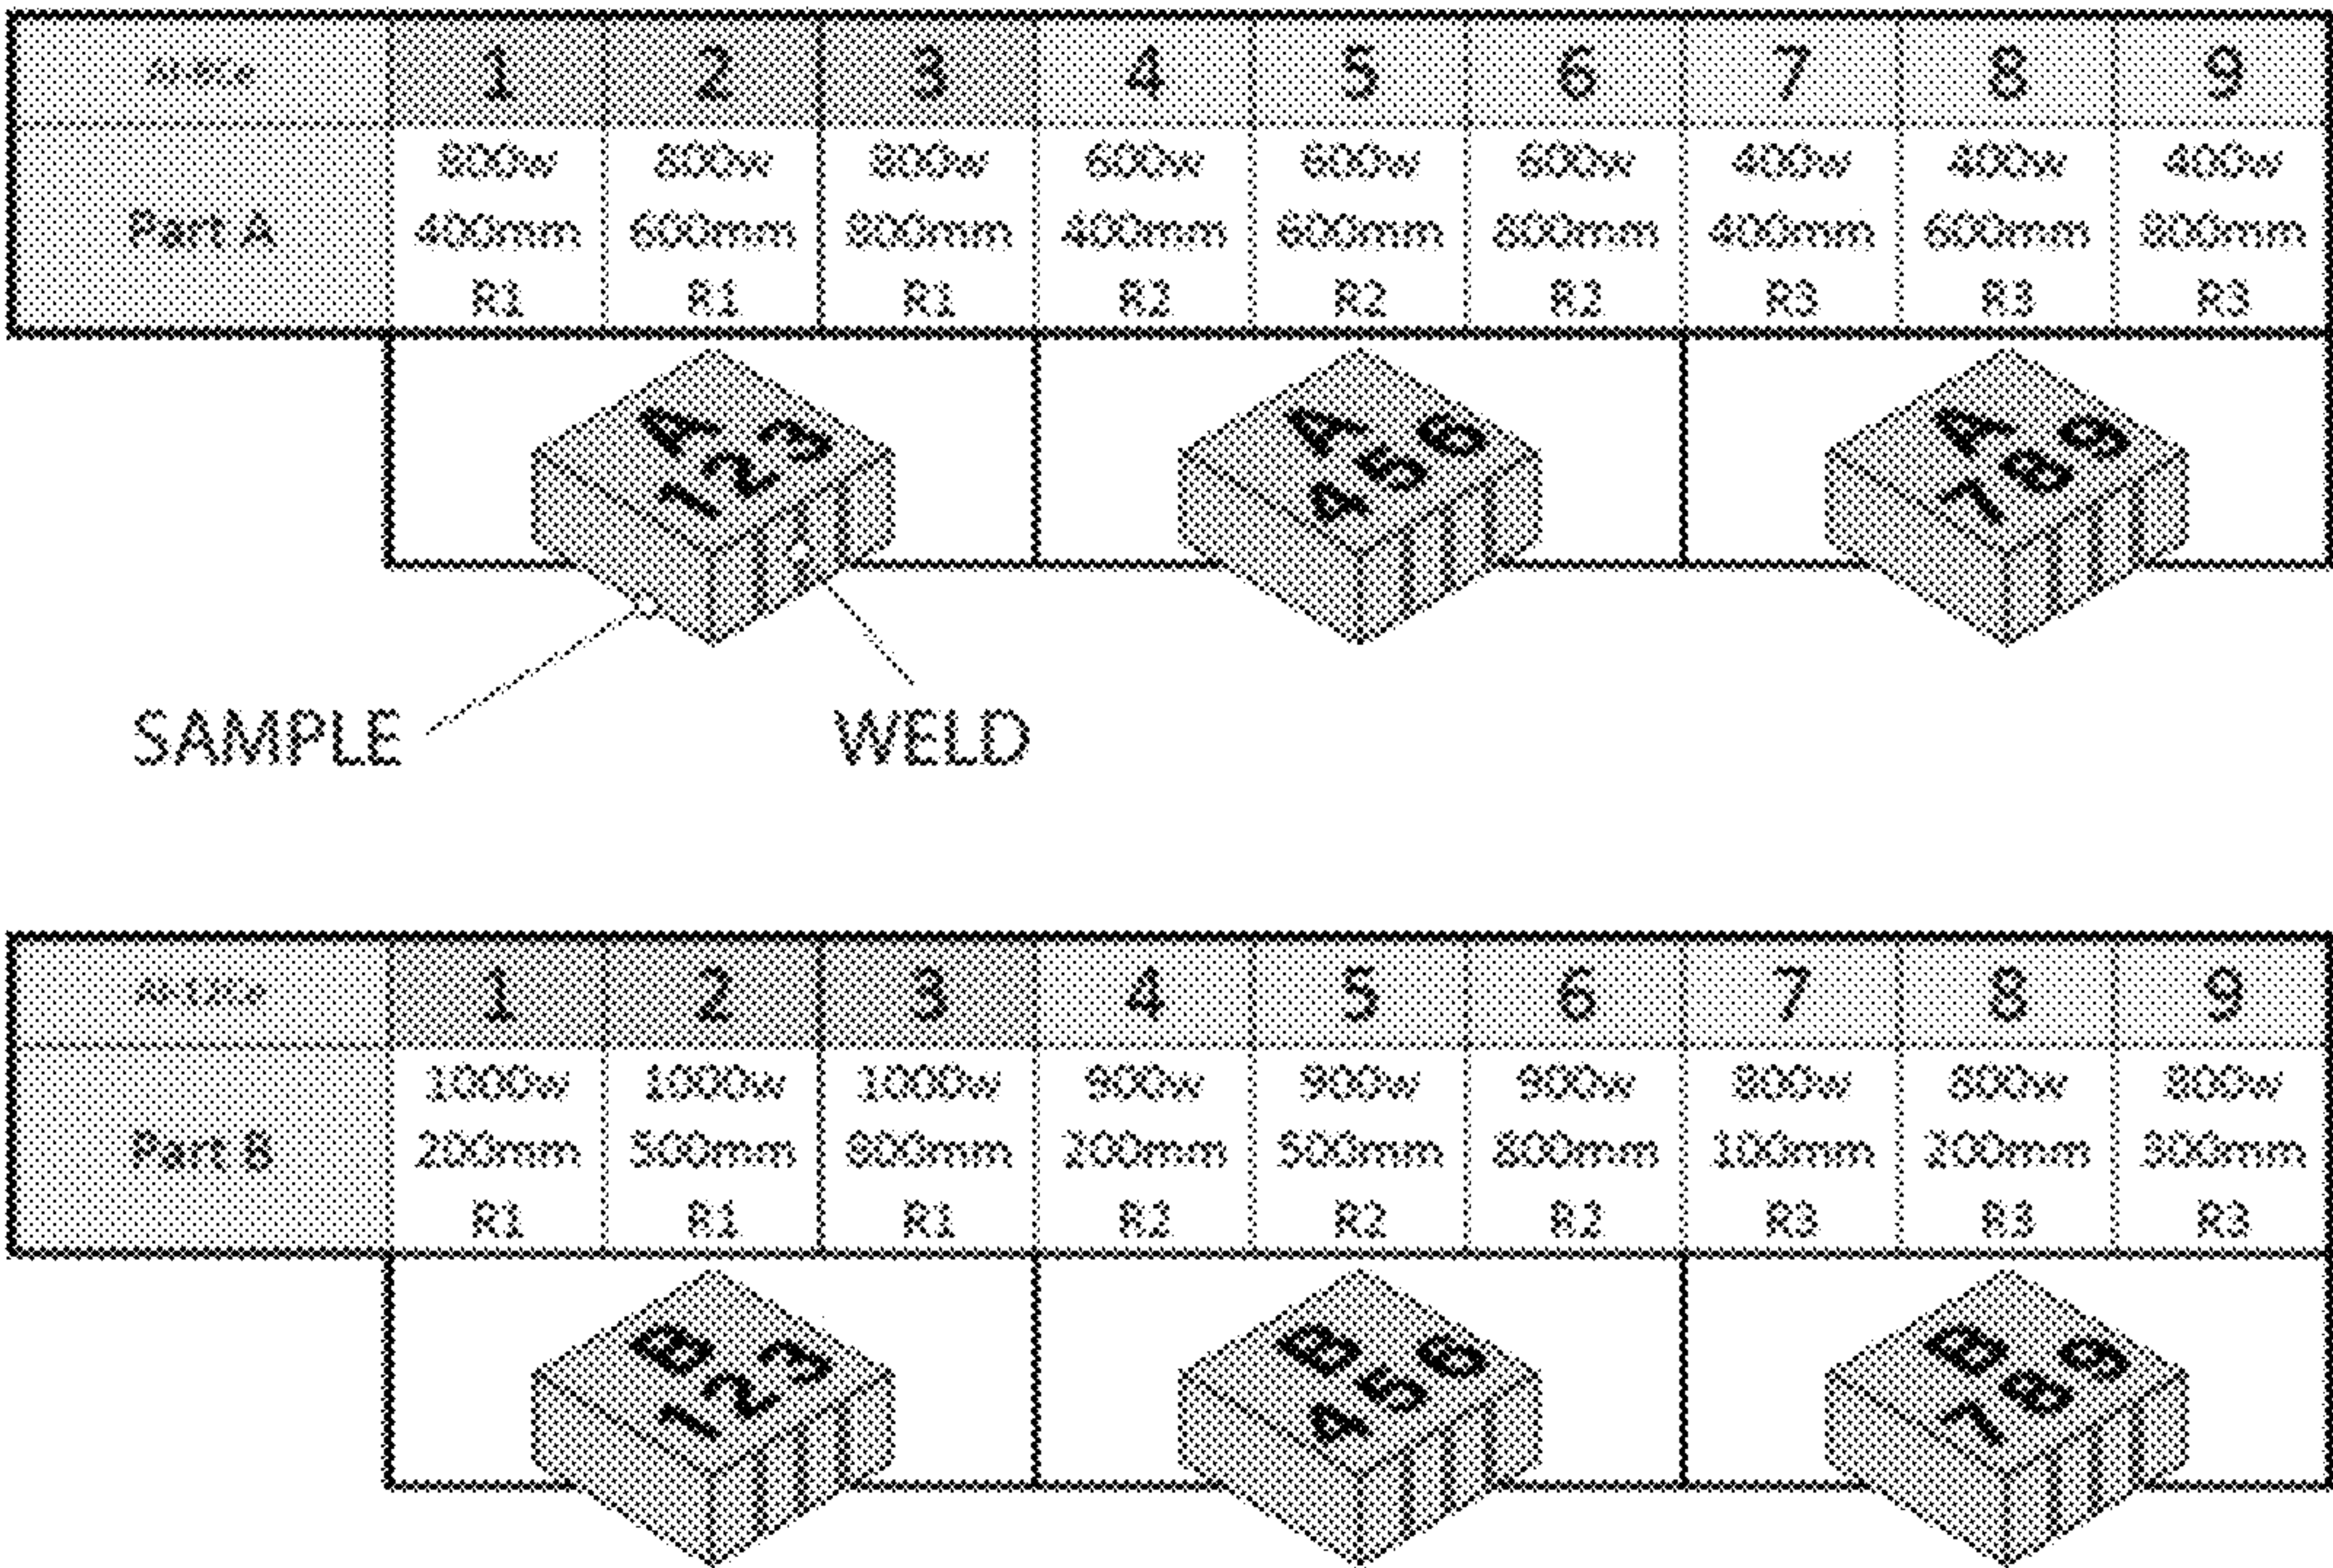 1 2 3 4 5 6 7 8 9
800w 800w 800w 600w 600w 600w 400w 400w 400w
Part A 400mm 600mm 800mm 400mm 600mm 800mm 400mm 600mm 800mm
R1 R1 R1 R2 R2 R2 R3 R3 R3
A
1 2 3
A
4 5 6
A
7 8 9
SAMPLE WELD
1 2 3 4 5 6 7 8 9
1000w 1000w 1000w 900w 900w 900w 800w 800w 800w
Part B 200mm 500mm 800mm 200mm 500mm 800mm 100mm 200mm 300mm
R1 R1 R1 R2 R2 R2 R3 R3 R3
B
1 2 3
B
4 5 6
B
7 8 9